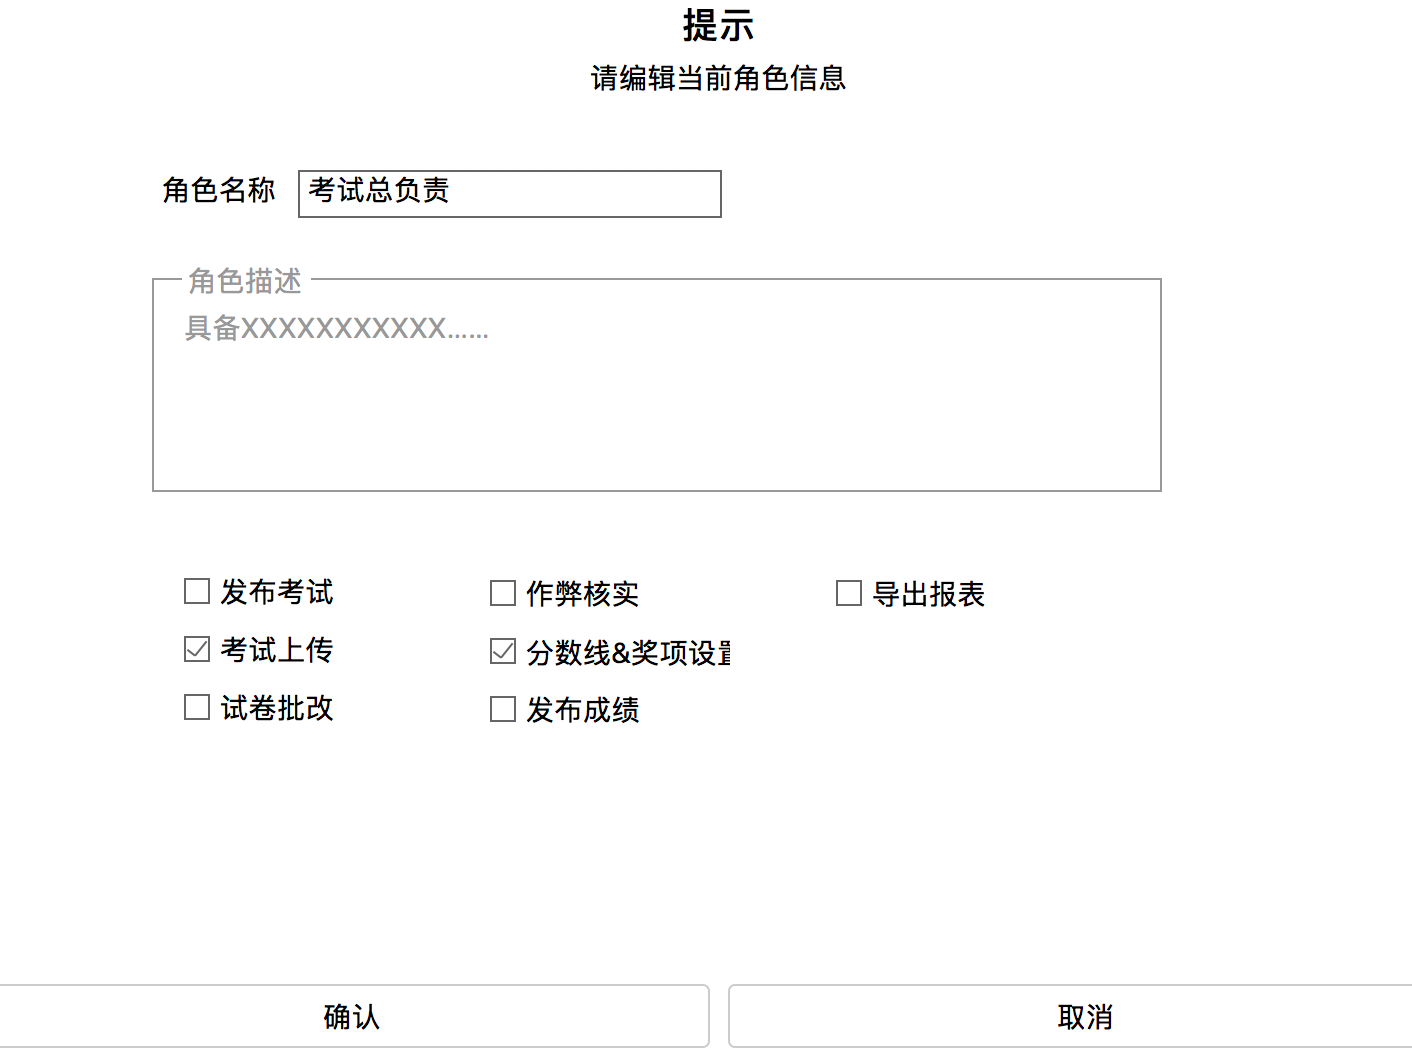 提示
请编辑当前角色信息
角色名称 考试总负责
角色描述
具备XXXXXXXXXXX......
发布考试 作弊核实 导出报表
考试上传 分数线&奖项设置
试卷批改 发布成绩
确认 取消